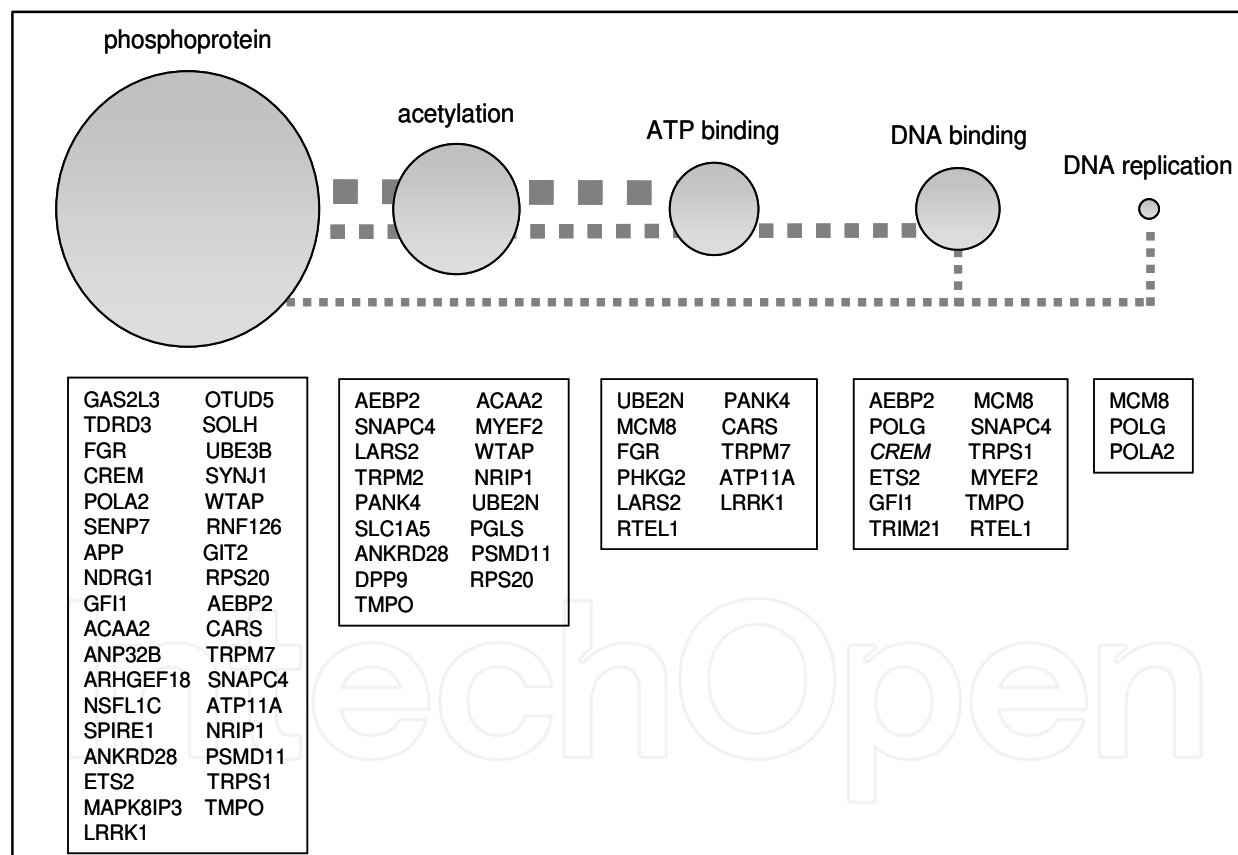 phosphoprotein
acetylation
ATP binding
DNA binding
DNA replication
GAS2L3 OTUD5
TDRD3 SOLH
FGR UBE3B
CREM SYNJ1
POLA2 WTAP
SENP7 RNF126
APP GIT2
NDRG1 RPS20
GFI1 AEBP2
ACAA2 CARS
ANP32B TRPM7
ARHGEF18 SNAPC4
NSFL1C ATP11A
SPIRE1 NRIP1
ANKRD28 PSMD11
ETS2 TRPS1
MAPK8IP3 TMPO
LRRK1
AEBP2 ACAA2
SNAPC4 MYEF2
LARS2 WTAP
TRPM2 NRIP1
PANK4 UBE2N
SLC1A5 PGLS
ANKRD28 PSMD11
DPP9 RPS20
TMPO
UBE2N PANK4
MCM8 CARS
FGR TRPM7
PHKG2 ATP11A
LARS2 LRRK1
RTEL1
AEBP2 MCM8
POLG SNAPC4
CREM TRPS1
ETS2 MYEF2
GFI1 TMPO
TRIM21 RTEL1
MCM8
POLG
POLA2
IntechOpen